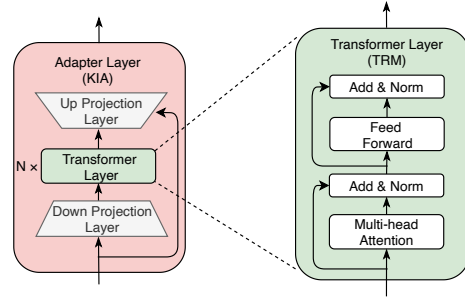 Adapter Layer
(KIA)
Up Projection
Layer
N ×
Transformer
Layer
Down Projection
Layer
Transformer Layer
(TRM)
Add & Norm
Feed
Forward
Add & Norm
Multi-head
Attention